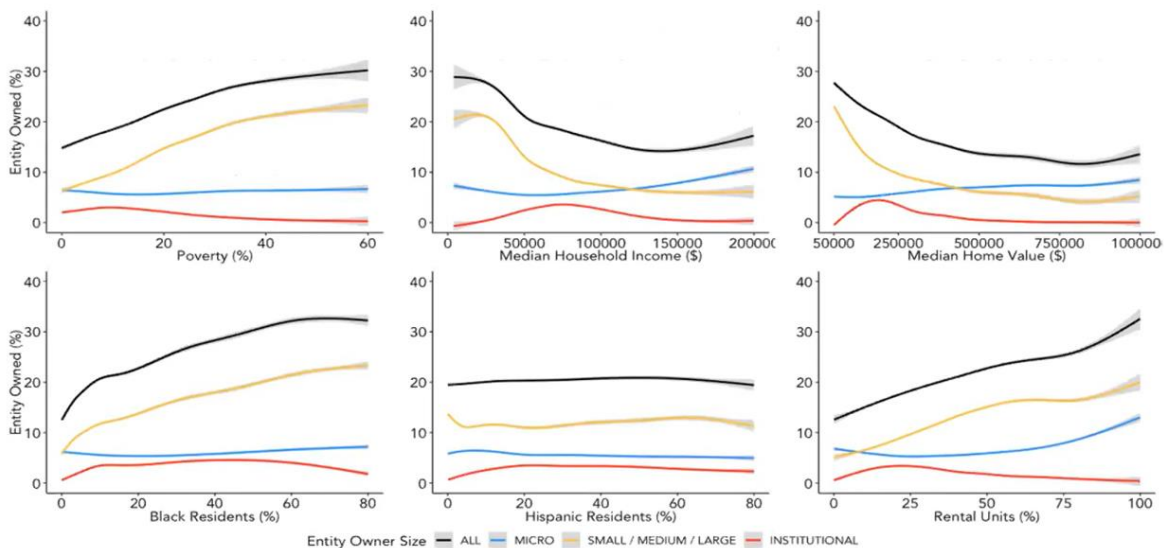 40
30
20
10
0
Entity Owned (%)
0 20 40 60
Poverty (%)
40
30
20
10
0
0 50000 100000 150000 20000(
Median Household Income ($)
40
30
20
10
0
50000 250000 500000 750000 100000
Median Home Value ($)
40
30
20
10
0
Entity Owned (%)
0 20 40 60 80
Black Residents (%)
40
30
20
10
0
0 20 40 60 80
Hispanic Residents (%)
40
30
20
10
0
0 25 50 75 100
Rental Units (%)
Entity Owner Size ALL MICRO SMALL / MEDIUM / LARGE INSTITUTIONAL